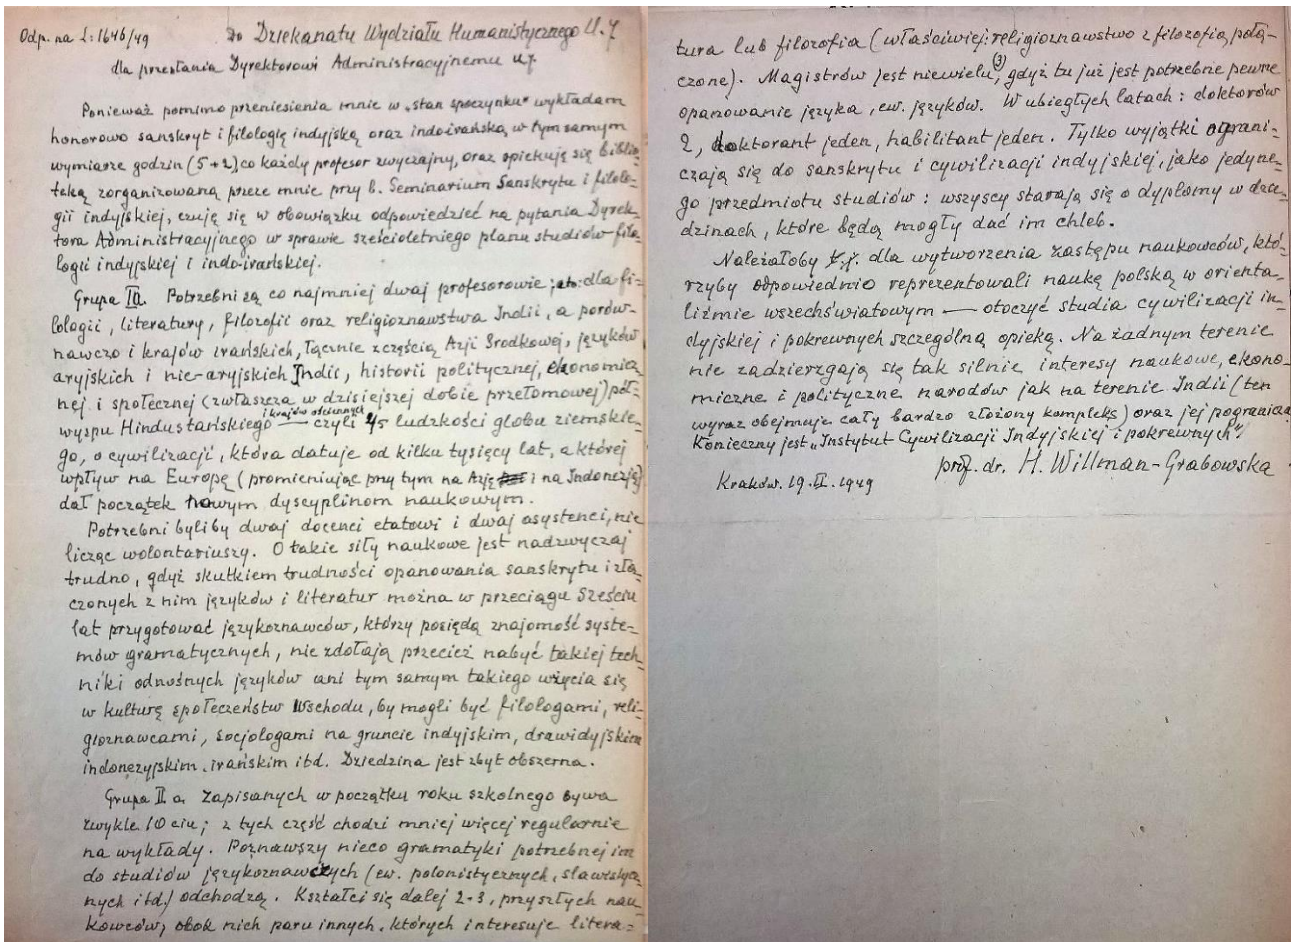 Odp. na L: 1646/49
do Dziekanatu Wydziału Humanistycznego U.J
dla przesłania Dyrektorowi Administracyjnemu U.J.
Ponieważ pomimo przeniesienia mnie w „stan spoczynku" wykładam
honorowo sanskryt i filologię indyjską oraz indo-irańską w tym samym
wymiarze godzin (5+2), co każdy profesor zwyczajny, oraz opiekuję się biblio-
teką zorganizowaną przeze mnie przy b. Seminarium Sanskrytu i filolo-
gii indyjskiej, czuję się w obowiązku odpowiedzieć na pytania Dyrek-
tora Administracyjnego w sprawie sześcioletniego planu studiów filo-
logii indyjskiej i indo-irańskiej.
Grupa Ia. Potrzebni są co najmniej dwaj profesorowie; dla fi-
lologii, literatury, filozofii oraz religioznawstwa Indii, a porów-
nawczo i krajów irańskich, łącznie z częścią Azji Srodkowej, języków
aryjskich i nie-aryjskich Indii, historii politycznej, ekonomicz
nej i społecznej (zwłaszcza w dzisiejszej dobie przełomowej) pół-
i krajów ościennych
wyspu Hindustańskiego — czyli 1/5 ludzkości globu ziemskie-
go, o cywilizacji, która datuje od kilku tysięcy lat, a której
wpływ na Europę (promieniując przy tym na Azję i na Indonezję)
dał początek nowym dyscyplinom naukowym.
Potrzebni byliby dwaj docenci etatowi i dwaj asystenci, nie
licząc wolontariuszy. O takie siły naukowe jest nadzwyczaj
trudno, gdyż skutkiem trudności opanowania sanskrytu i złą-
czonych z nim języków i literatur można w przeciągu sześciu
lat przygotować językoznawców, którzy posiędą znajomość syste-
mów gramatycznych, nie zdołają przecież nabyć takiej tech-
niki odnośnych języków ani tym samym takiego wżycia się
w kulturę społeczeństw Wschodu, by mogli być filologami, reli-
gioznawcami, socjologami na gruncie indyjskim, drawidyjskim
indonezyjskim, irańskim itd. Dziedzina jest zbyt obszerna.
Grupa II a. Zapisanych w początku roku szkolnego bywa
zwykle 10 ciu; z tych część chodzi mniej więcej regularnie
na wykłady. Poznawszy nieco gramatyki potrzebnej im
do studiów językoznawczych (ew. polonistycznych, slawistycz
nych itd.) odchodzą. Kształci się dalej 2-3, przyszłych nau-
kowców, obok nich paru innych, których interesuje litera-
tura lub filozofia (właściwiej: religioznawstwo z filozofią połą-
czone). Magistrów jest niewielu (3), gdyż tu już jest potrzebne pewne
opanowanie języka, ew. języków. W ubiegłych latach: doktorów
2, doktorant jeden, habilitant jeden. Tylko wyjątki ograni-
czają się do sanskrytu i cywilizacji indyjskiej, jako jedyne-
go przedmiotu studiów: wszyscy starają się o dyplomy w dzie-
dzinach, które będą mogły dać im chleb.
Należałoby dla wytworzenia zastępu naukowców, któ-
rzyby odpowiednio reprezentowali naukę polską w orienta-
liźmie wszechświatowym — otoczyć studia cywilizacji in-
dyjskiej i pokrewnych szczególną opieką. Na żadnym terenie
nie zadzierzgają się tak silnie interesy naukowe, ekono-
miczne i polityczne narodów jak na terenie Indii (ten
wyraz obejmuje cały bardzo złożony kompleks) oraz jej pogranicza
Konieczny jest „Instytut Cywilizacji Indyjskiej i pokrewnych".
prof. dr. H. Willman-Grabowska
Kraków. 19. 1949